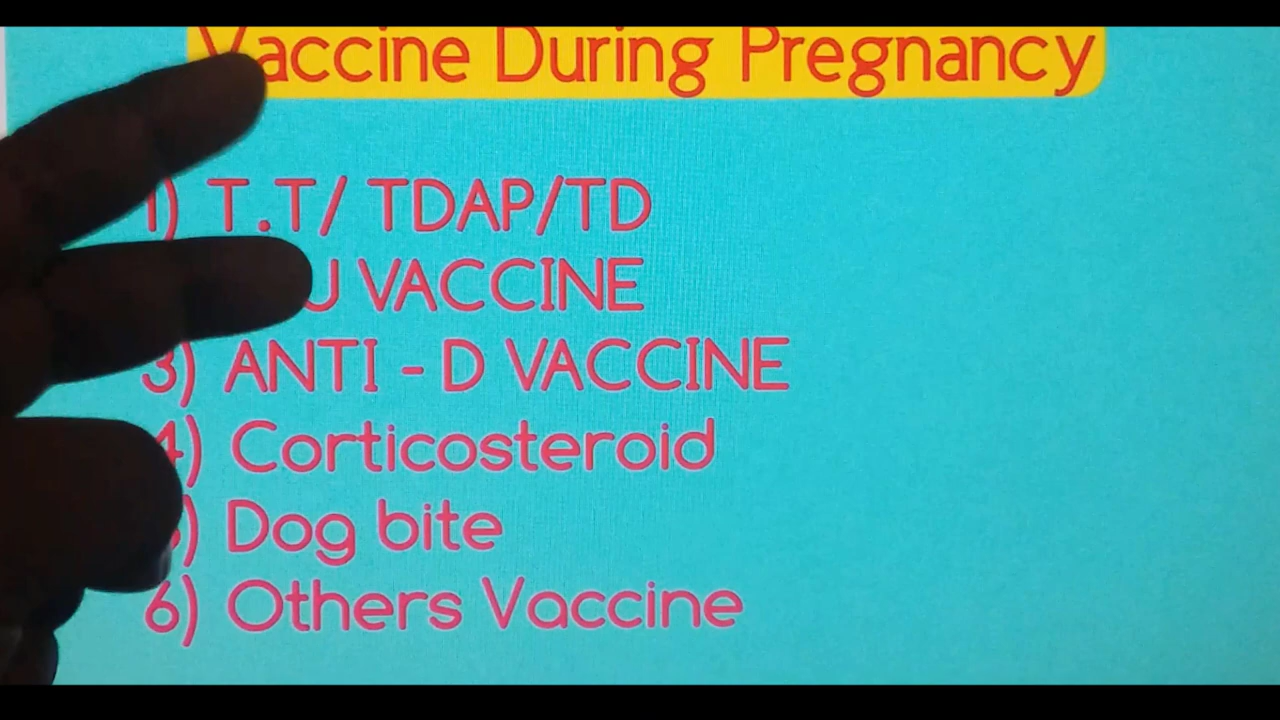 Vaccine During Pregnancy
1) T.T/ TDAP/TD
VACCINE
3) ANTI - D VACCINE
4) Corticosteroid
Dog bite
6) Others Vaccine